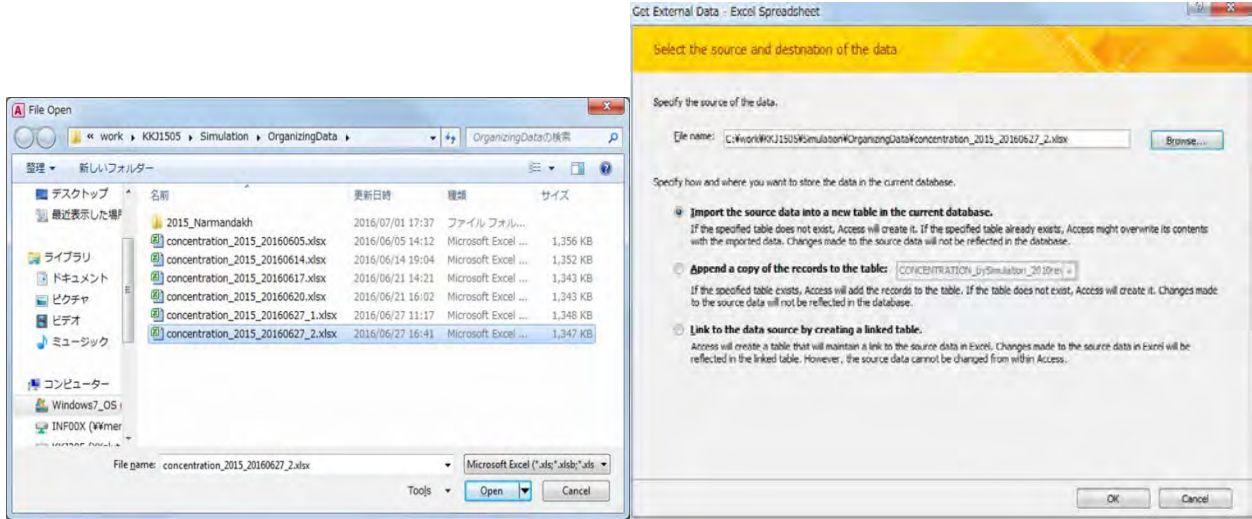 File Open
« work ▸ KKJ1505 ▸ Simulation ▸ OrganizingData ▸
OrganizingDataの検索
整理 新しいフォルダー
デスクトップ
最近表示した場所
ライブラリ
ドキュメント
ピクチャ
ビデオ
ミュージック
コンピューター
Windows7_OS (
INF00X (¥¥mer
名前 更新日時 種類 サイズ
2015_Narmandakh 2016/07/01 17:37 ファイル フォル...
concentration_2015_20160605.xlsx 2016/06/05 14:12 Microsoft Excel ... 1,356 KB
concentration_2015_20160614.xlsx 2016/06/14 19:04 Microsoft Excel ... 1,352 KB
concentration_2015_20160617.xlsx 2016/06/21 14:21 Microsoft Excel ... 1,343 KB
concentration_2015_20160620.xlsx 2016/06/21 16:02 Microsoft Excel ... 1,343 KB
concentration_2015_20160627_1.xlsx 2016/06/27 11:17 Microsoft Excel ... 1,348 KB
concentration_2015_20160627_2.xlsx 2016/06/27 16:41 Microsoft Excel ... 1,347 KB
File name: concentration_2015_20160627_2.xlsx
Microsoft Excel (*.xls;*.xlsb;*.xls
Tools Open Cancel
Get External Data - Excel Spreadsheet
Select the source and destination of the data
Specify the source of the data.
File name: C:¥work¥KKJ1505¥Simulation¥OrganizingData¥concentration_2015_20160627_2.xlsx Browse...
Specify how and where you want to store the data in the current database.
Import the source data into a new table in the current database.
If the specified table does not exist, Access will create it. If the specified table already exists, Access might overwrite its contents
with the imported data. Changes made to the source data will not be reflected in the database.
Append a copy of the records to the table: CONCENTRATION_bySimulation_2010rev
If the specified table exists, Access will add the records to the table. If the table does not exist, Access will create it. Changes made
to the source data will not be reflected in the database.
Link to the data source by creating a linked table.
Access will create a table that will maintain a link to the source data in Excel. Changes made to the source data in Excel will be
reflected in the linked table. However, the source data cannot be changed from within Access.
OK Cancel